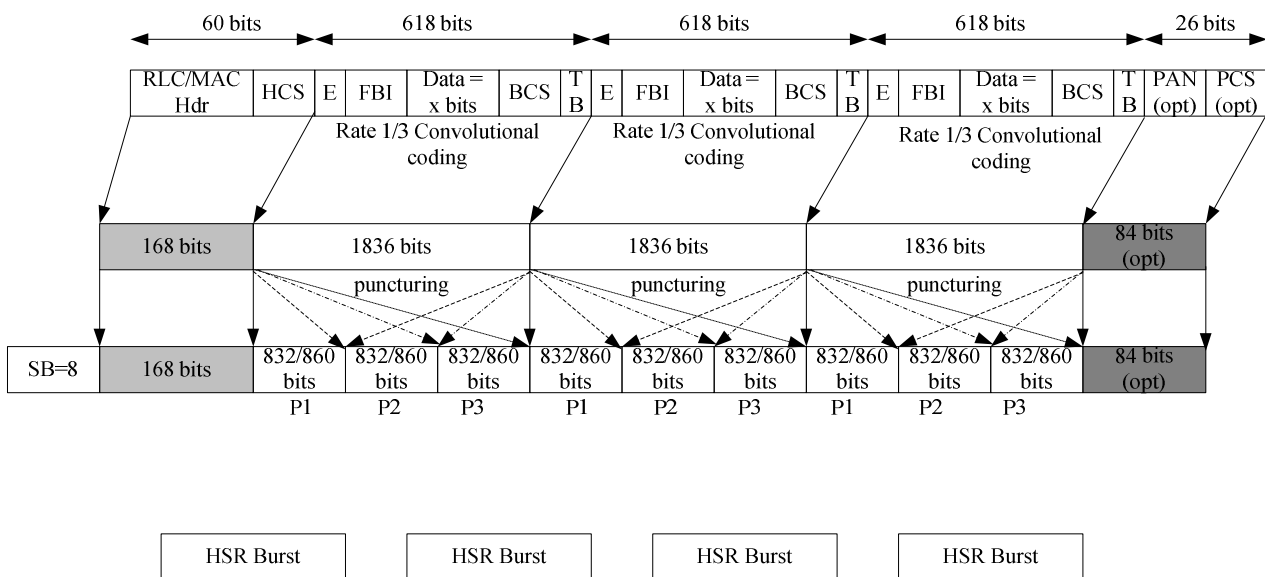 60 bits 618 bits 618 bits 618 bits 26 bits
RLC/MAC Hdr HCS E FBI Data = x bits BCS T B E FBI Data = x bits BCS T B E FBI Data = x bits BCS T B PAN (opt) PCS (opt)
Rate 1/3 Convolutional coding Rate 1/3 Convolutional coding Rate 1/3 Convolutional coding
168 bits 1836 bits 1836 bits 1836 bits 84 bits (opt)
puncturing puncturing puncturing
SB=8 168 bits 832/860 bits 832/860 bits 832/860 bits 832/860 bits 832/860 bits 832/860 bits 832/860 bits 832/860 bits 832/860 bits 84 bits (opt)
P1 P2 P3 P1 P2 P3 P1 P2 P3
HSR Burst HSR Burst HSR Burst HSR Burst